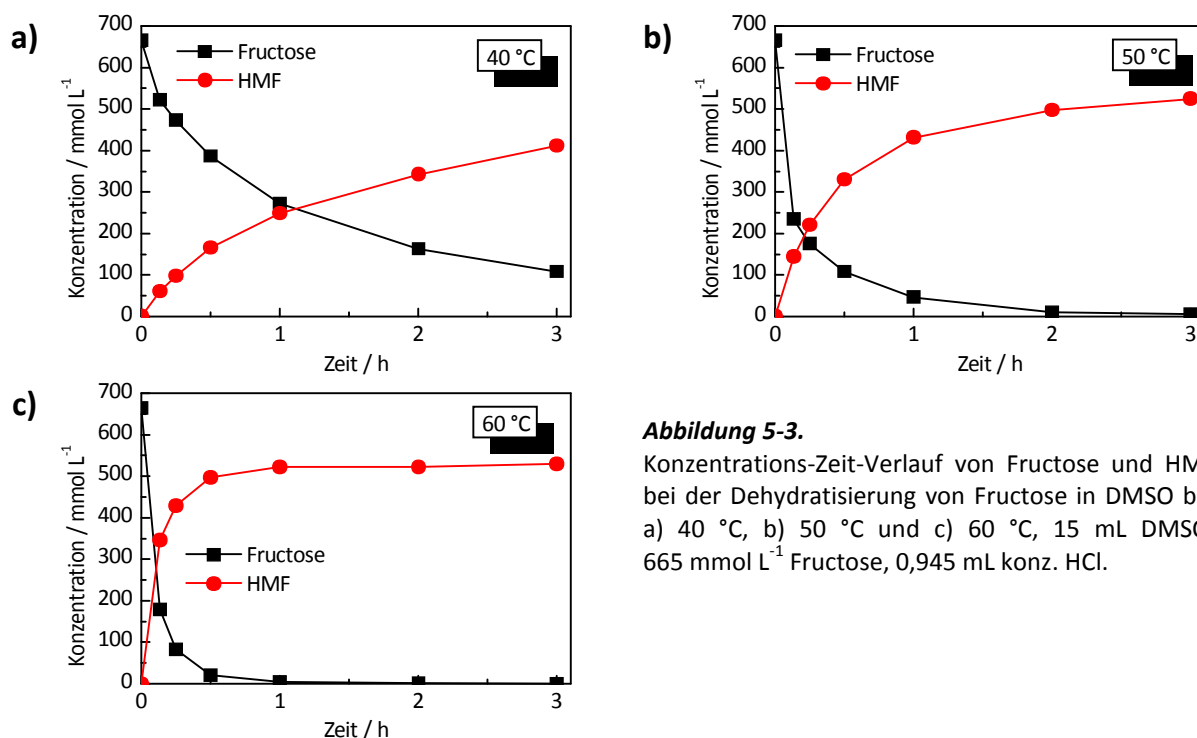 a)
700
600
500
400
300
200
100
0
Konzentration / mmol L⁻¹
Fructose
HMF
40 °C
0 1 2 3
Zeit / h
b)
700
600
500
400
300
200
100
0
Konzentration / mmol L⁻¹
Fructose
HMF
50 °C
0 1 2 3
Zeit / h
c)
700
600
500
400
300
200
100
0
Konzentration / mmol L⁻¹
Fructose
HMF
60 °C
0 1 2 3
Zeit / h
Abbildung 5-3.
Konzentrations-Zeit-Verlauf von Fructose und HM
bei der Dehydratisierung von Fructose in DMSO b
a) 40 °C, b) 50 °C und c) 60 °C, 15 mL DMSO
665 mmol L⁻¹ Fructose, 0,945 mL konz. HCl.